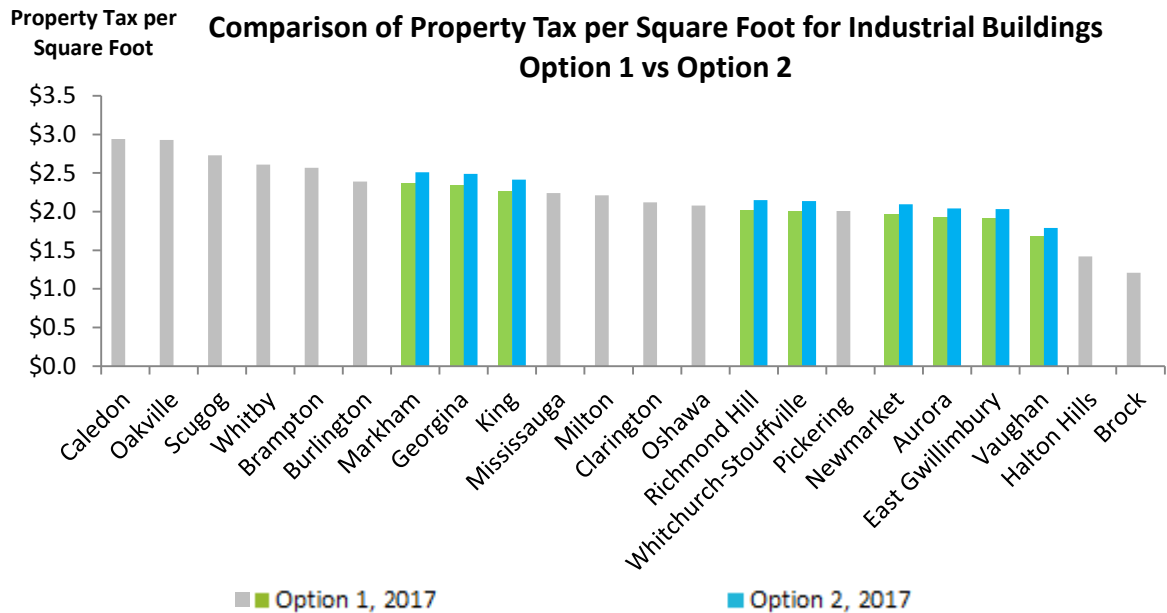 Property Tax per
Square Foot
Comparison of Property Tax per Square Foot for Industrial Buildings
Option 1 vs Option 2
$3.5
$3.0
$2.5
$2.0
$1.5
$1.0
$0.5
$0.0
Caledon
Oakville
Scugog
Whitby
Brampton
Burlington
Markham
Georgina
King
Mississauga
Milton
Clarington
Oshawa
Richmond Hill
Whitchurch-Stouffville
Pickering
Newmarket
Aurora
East Gwillimbury
Vaughan
Halton Hills
Brock
Option 1, 2017
Option 2, 2017